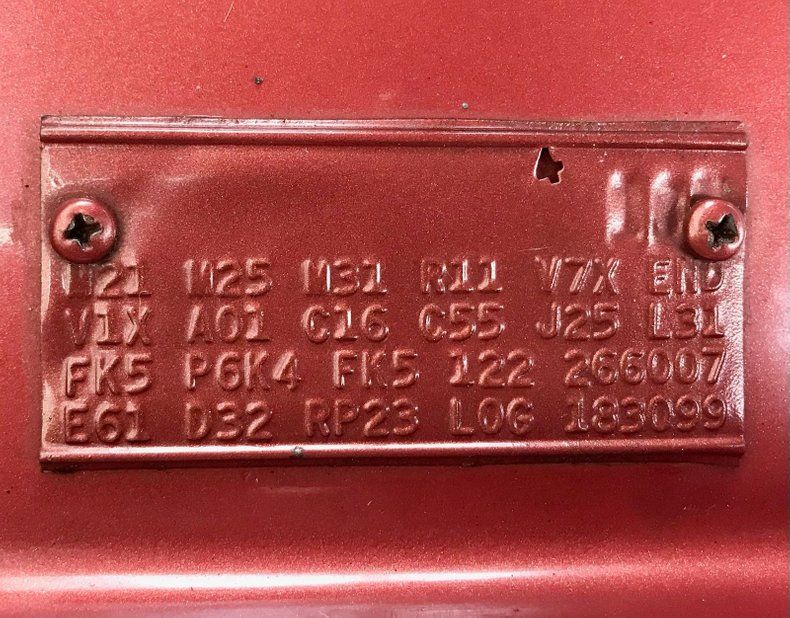 M21 M25 M31 R11 V7X END
V1X A01 C16 C55 J25 L31
FK5 P6K4 FK5 122 266007
E61 D32 RP23 L0G 183099